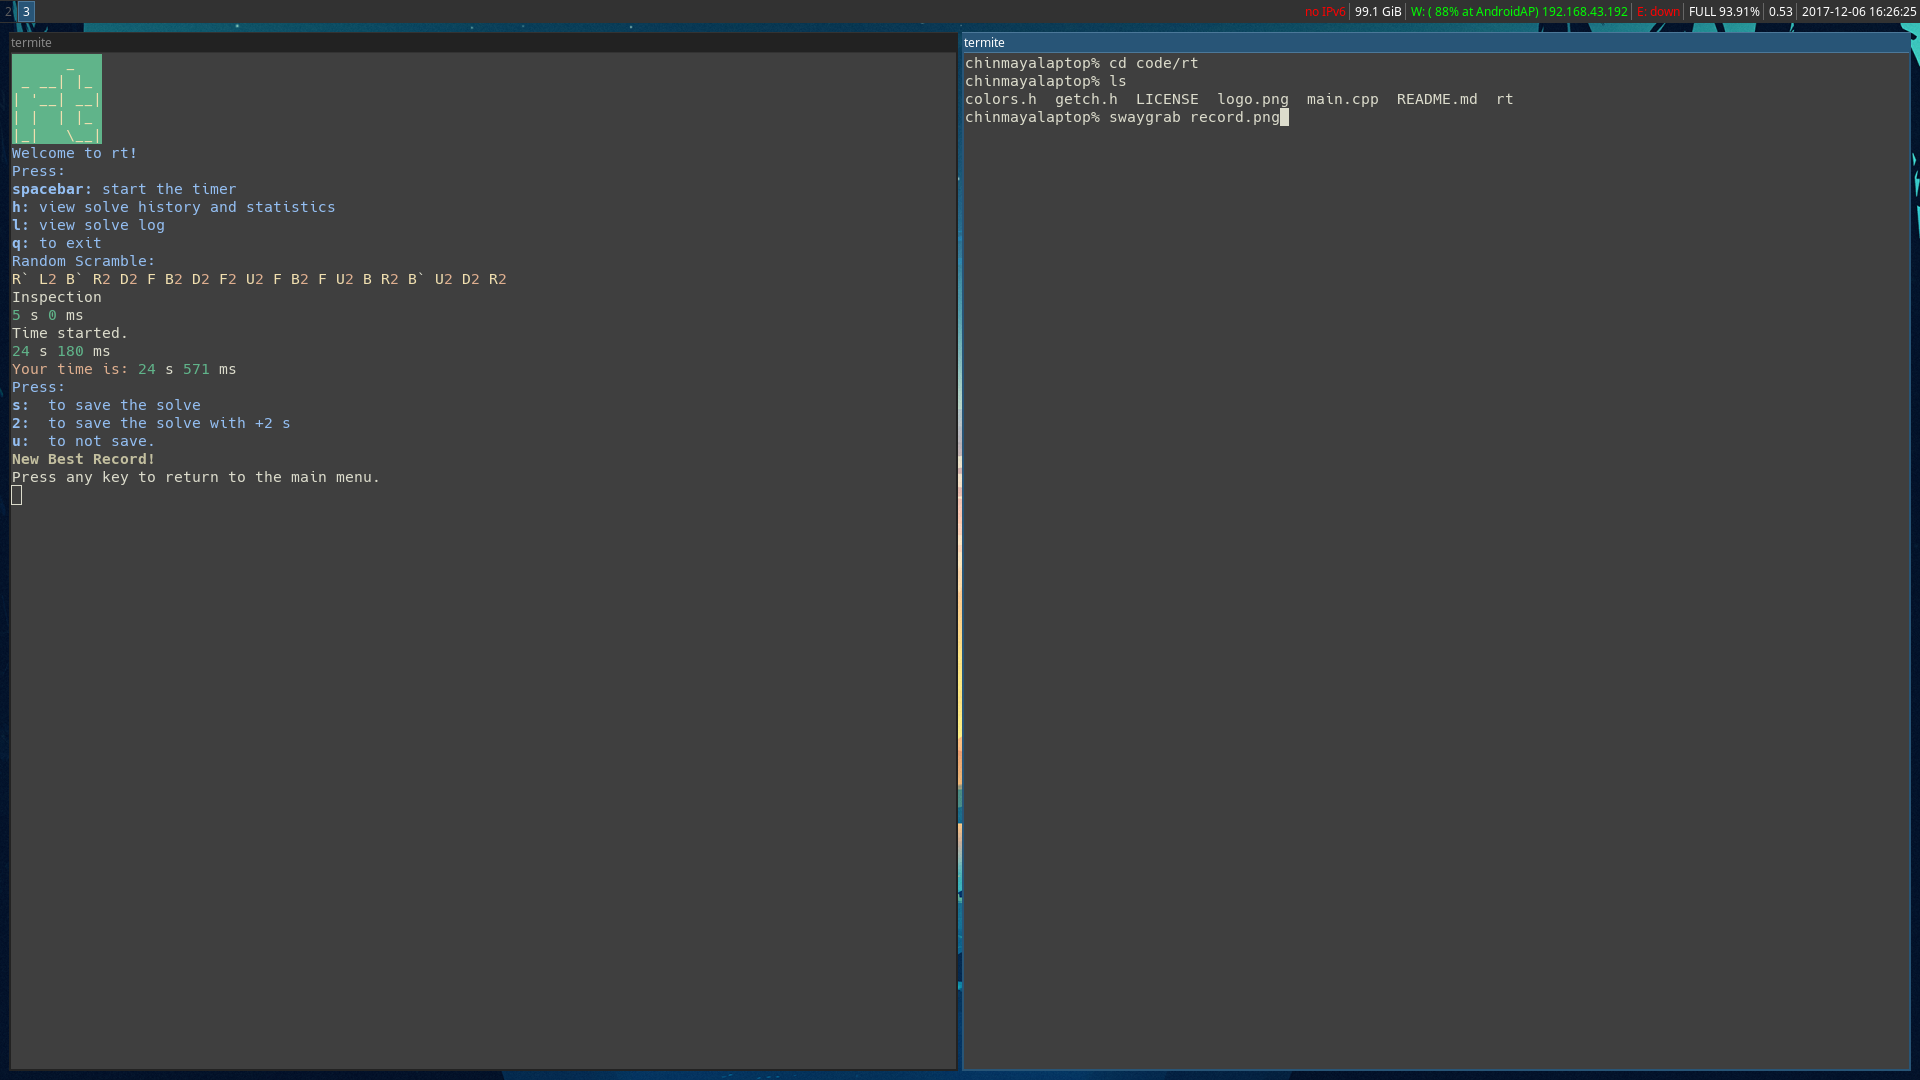 2 3 no IPv6 | 99.1 GiB | W: ( 88% at AndroidAP) 192.168.43.192 | E: down | FULL 93.91% | 0.53 | 2017-12-06 16:26:25
termite
       _
 _ __| |_
| '__| __|
| |  | |_
|_|   \__|
Welcome to rt!
Press:
spacebar: start the timer
h: view solve history and statistics
l: view solve log
q: to exit
Random Scramble:
R` L2 B` R2 D2 F B2 D2 F2 U2 F B2 F U2 B R2 B` U2 D2 R2
Inspection
5 s 0 ms
Time started.
24 s 180 ms
Your time is: 24 s 571 ms
Press:
s:  to save the solve
2:  to save the solve with +2 s
u:  to not save.
New Best Record!
Press any key to return to the main menu.
termite
chinmayalaptop% cd code/rt
chinmayalaptop% ls
colors.h  getch.h  LICENSE  logo.png  main.cpp  README.md  rt
chinmayalaptop% swaygrab record.png